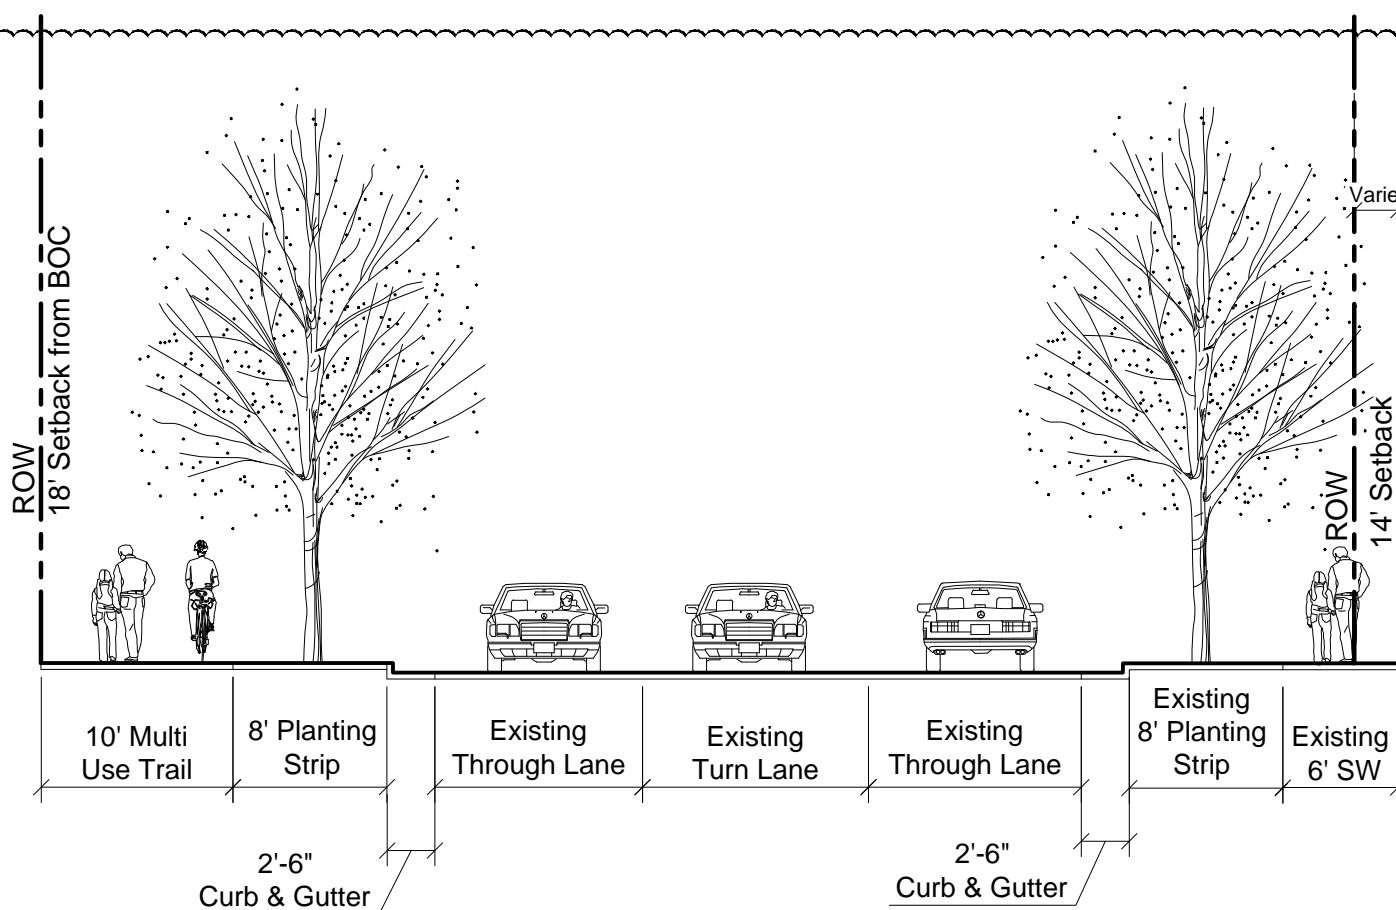 ROW
18' Setback from BOC
Varie
ROW
14' Setback
10' Multi
Use Trail
8' Planting
Strip
Existing
Through Lane
Existing
Turn Lane
Existing
Through Lane
Existing
8' Planting
Strip
Existing
6' SW
2'-6"
Curb & Gutter
2'-6"
Curb & Gutter